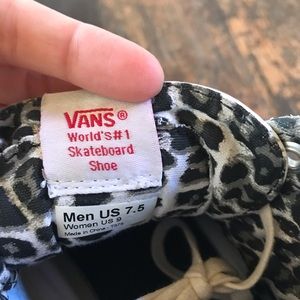 VANS®
World's#1
Skateboard
Shoe
Men US 7.5
Women US 9
Made in China